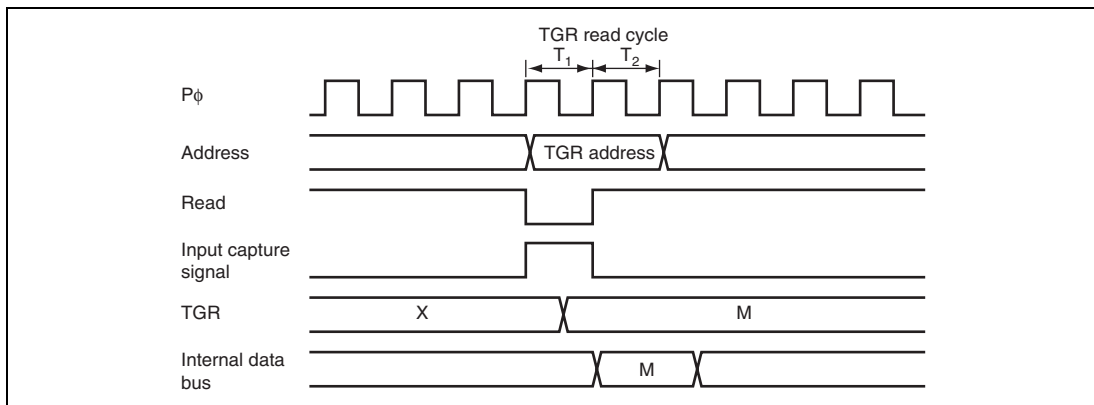 TGR read cycle
T1 T2
Pϕ
Address TGR address
Read
Input capture
signal
TGR X M
Internal data
bus M